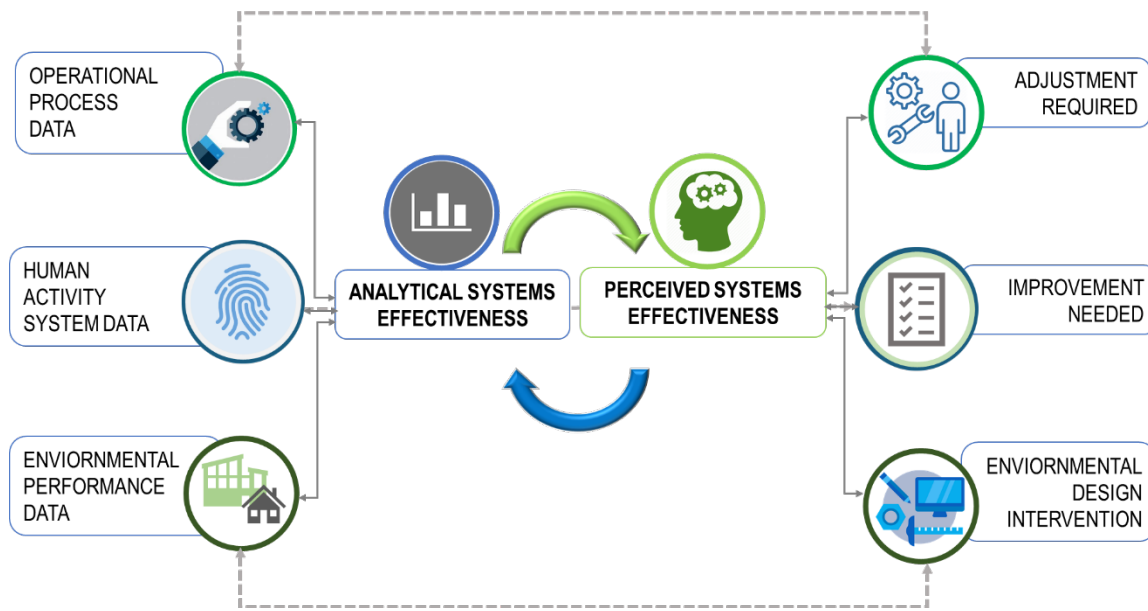 OPERATIONAL
PROCESS
DATA
HUMAN
ACTIVITY
SYSTEM DATA
ENVIORNMENTAL
PERFORMANCE
DATA
ANALYTICAL SYSTEMS
EFFECTIVENESS
PERCEIVED SYSTEMS
EFFECTIVENESS
ADJUSTMENT
REQUIRED
IMPROVEMENT
NEEDED
ENVIORNMENTAL
DESIGN
INTERVENTION